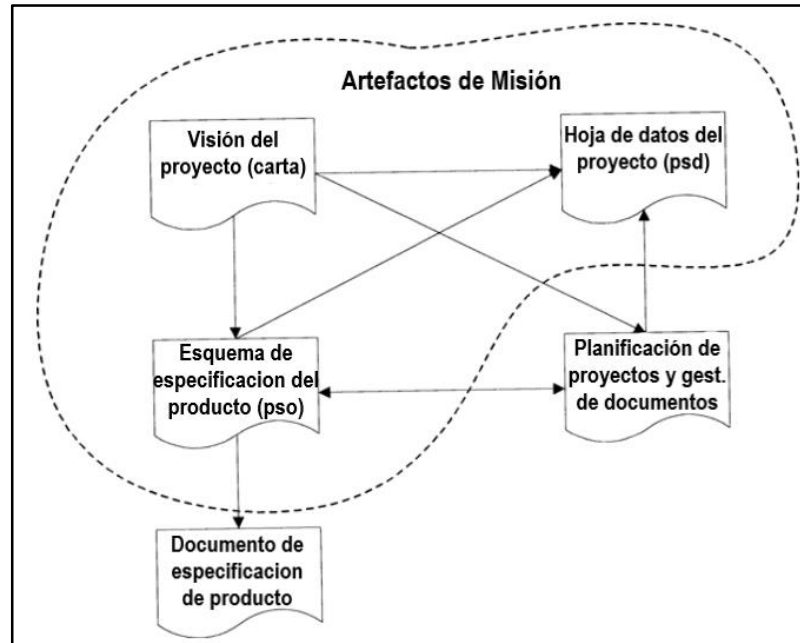 Artefactos de Misión
Visión del
proyecto (carta)
Hoja de datos del
proyecto (psd)
Esquema de
especificacion del
producto (pso)
Planificación de
proyectos y gest.
de documentos
Documento de
especificacion
de producto